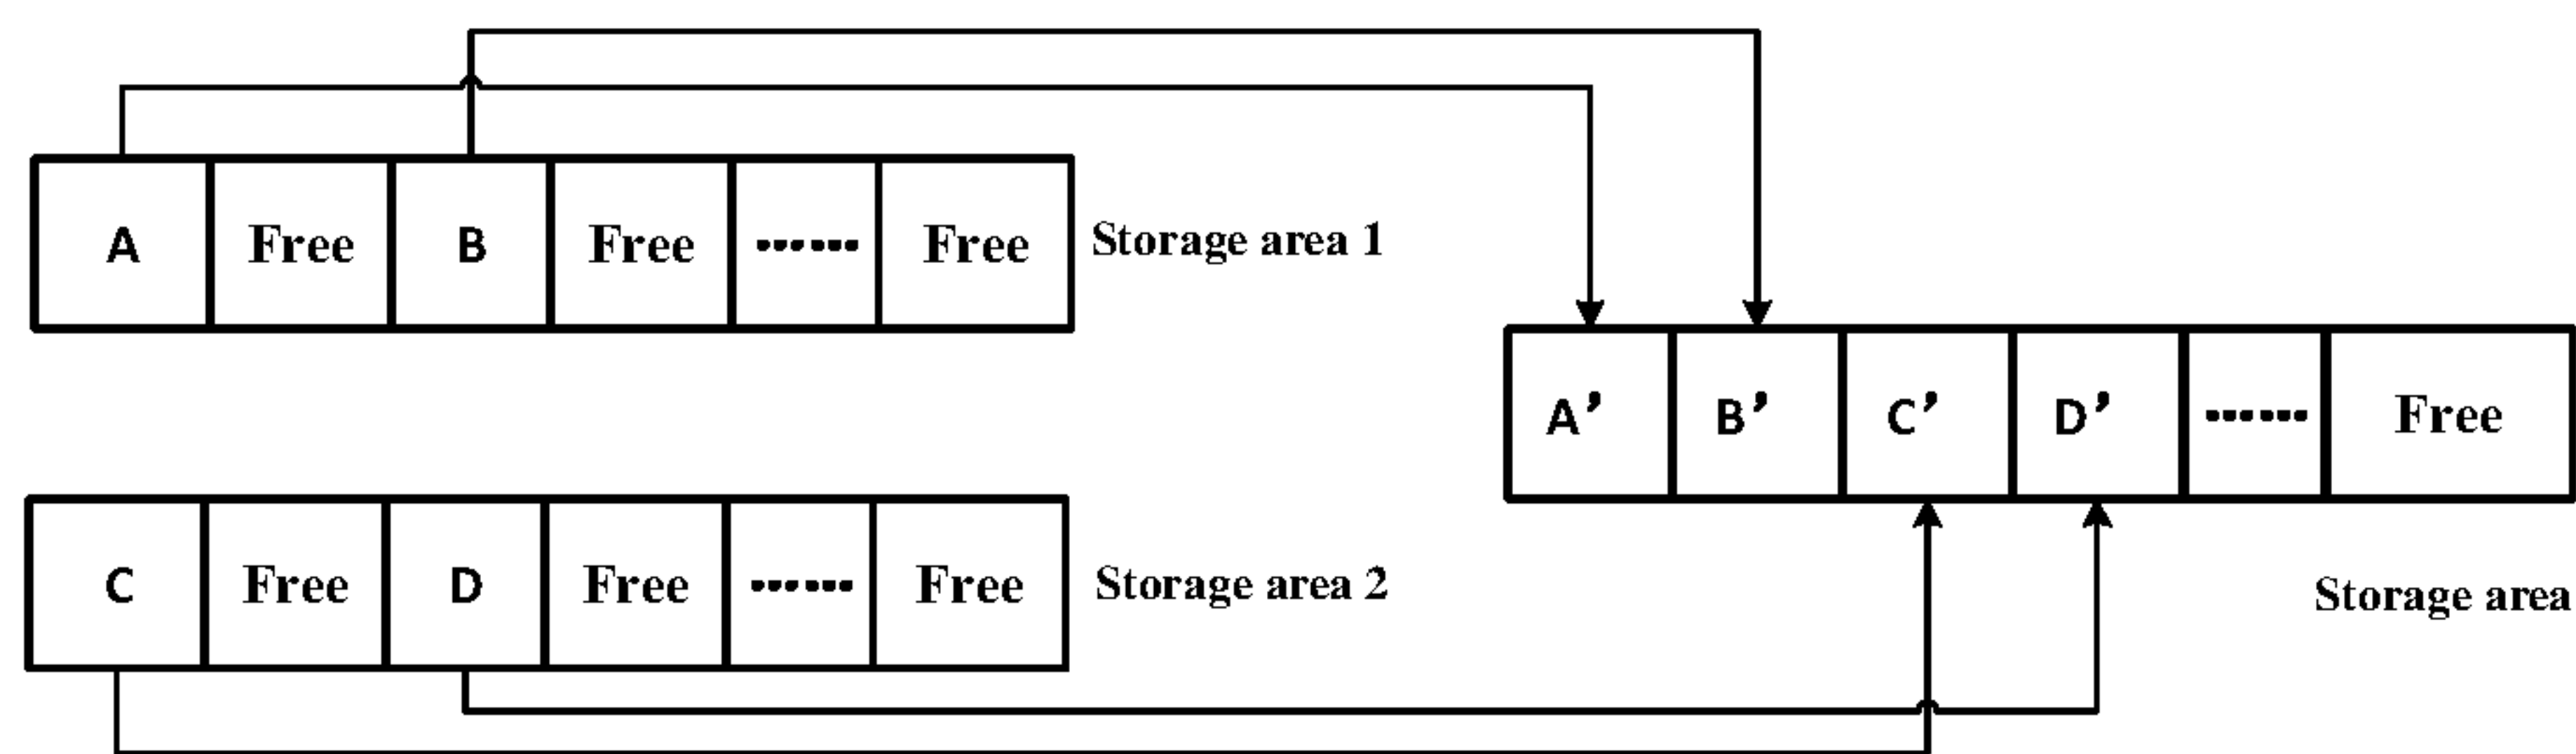 A Free B Free ······ Free Storage area 1
A’ B’ C’ D’ ······ Free
C Free D Free ······ Free Storage area 2
Storage area